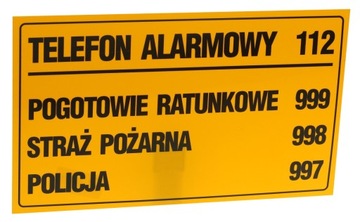 TELEFON ALARMOWY 112
POGOTOWIE RATUNKOWE 999
STRAŻ POŻARNA 998
POLICJA 997